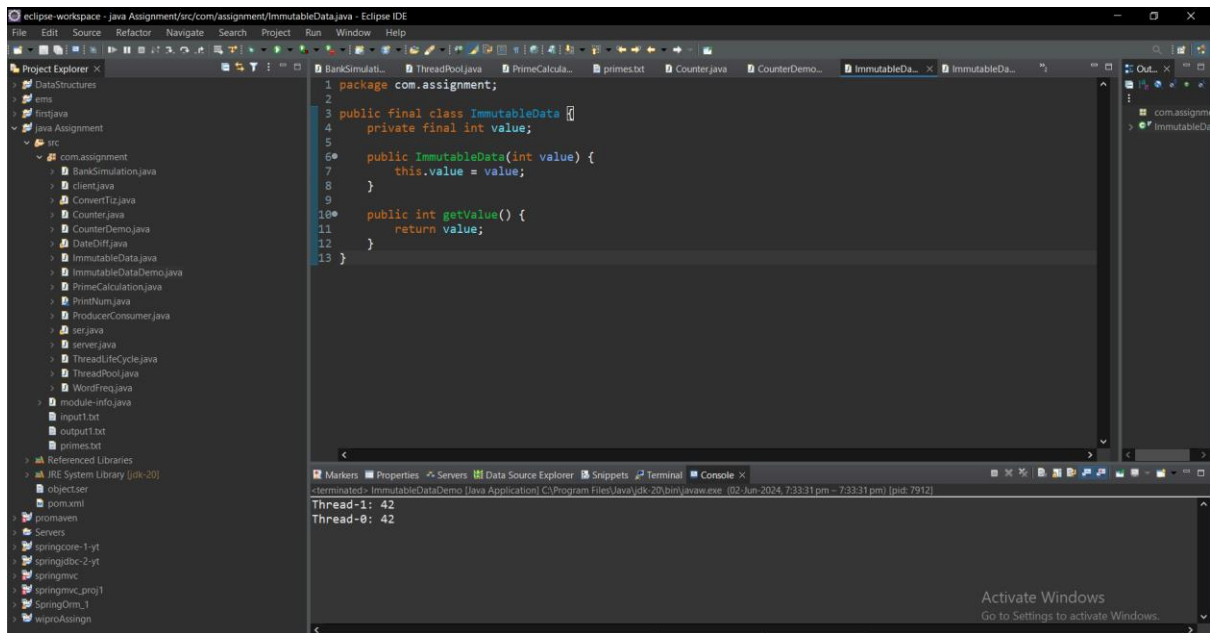 eclipse-workspace - java Assignment/src/com/assignment/ImmutableData.java - Eclipse IDE
File Edit Source Refactor Navigate Search Project Run Window Help
Project Explorer
DataStructures
ems
firstjava
java Assignment
src
com.assignment
BankSimulation.java
client.java
ConvertTiz.java
Counter.java
CounterDemo.java
DateDiff.java
ImmutableData.java
ImmutableDataDemo.java
PrimeCalculation.java
PrintNum.java
ProducerConsumer.java
ser.java
server.java
ThreadLifeCycle.java
ThreadPool.java
WordFreq.java
module-info.java
input1.txt
output1.txt
primes.txt
Referenced Libraries
JRE System Library [jdk-20]
object.ser
pom.xml
promaven
Servers
springcore-1-yt
springjdbc-2-yt
springmvc
springmvc_proj1
SpringOrm_1
wiproAssingn
BankSimulati... ThreadPool.java PrimeCalcula... primes.txt Counter.java CounterDemo... ImmutableDa... ImmutableDa...
1 package com.assignment;
2
3 public final class ImmutableData {
4 private final int value;
5
6 public ImmutableData(int value) {
7 this.value = value;
8 }
9
10 public int getValue() {
11 return value;
12 }
13 }
Out...
com.assignm
ImmutableDa
Markers Properties Servers Data Source Explorer Snippets Terminal Console
<terminated> ImmutableDataDemo [Java Application] C:\Program Files\Java\jdk-20\bin\javaw.exe (02-Jun-2024, 7:33:31 pm – 7:33:31 pm) [pid: 7912]
Thread-1: 42
Thread-0: 42
Activate Windows
Go to Settings to activate Windows.